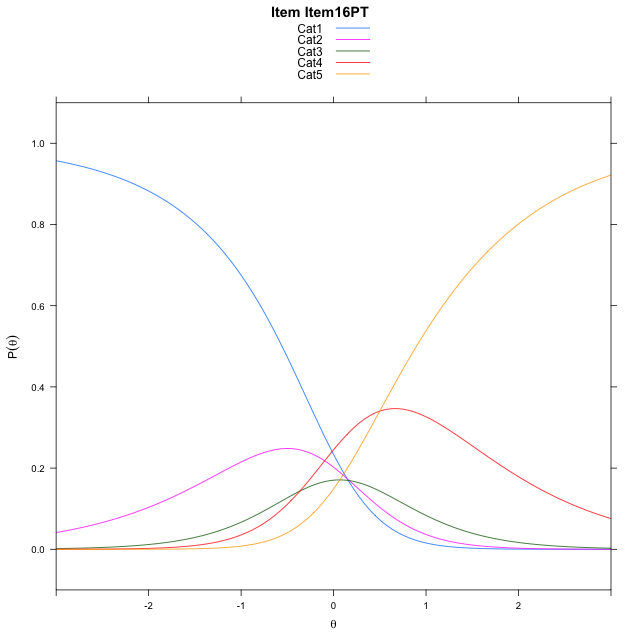 Item Item16PT
Cat1
Cat2
Cat3
Cat4
Cat5
1.0
0.8
0.6
0.4
0.2
0.0
P(θ)
-2 -1 0 1 2
θ